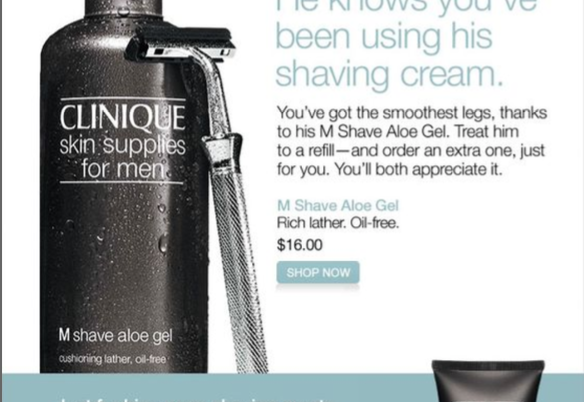 He knows you've
been using his
shaving cream.
You've got the smoothest legs, thanks
to his M Shave Aloe Gel. Treat him
to a refill—and order an extra one, just
for you. You'll both appreciate it.
M Shave Aloe Gel
Rich lather. Oil-free.
$16.00
SHOP NOW
CLINIQUE
skin supplies
for men
M shave aloe gel
cushioning lather, oil-free